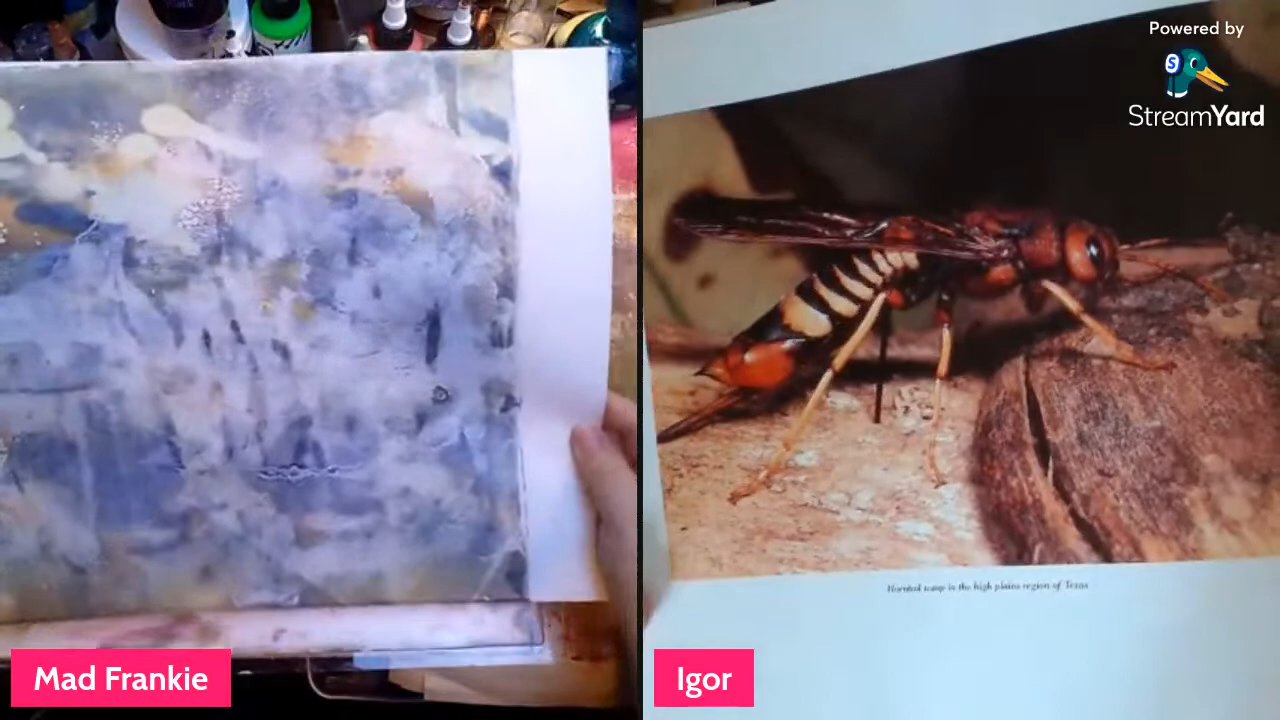 Powered by
StreamYard
Horntail wasp in the high plains region of Texas
Mad Frankie
Igor